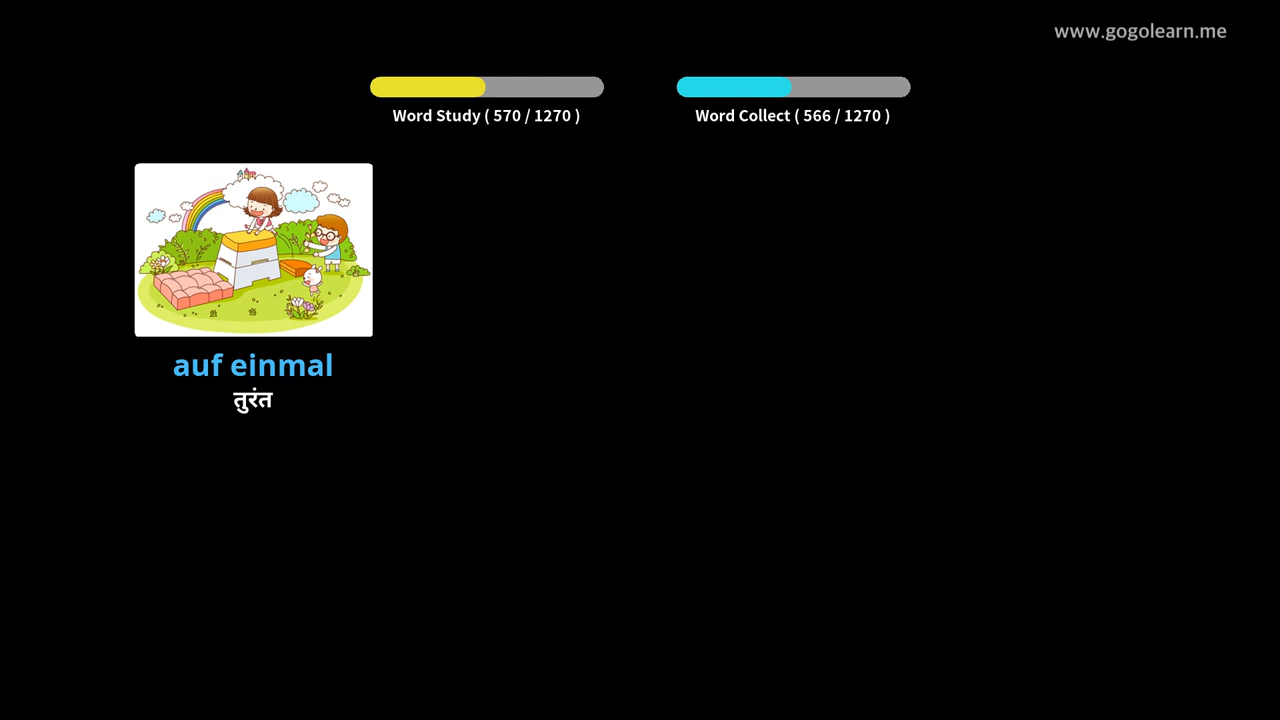 www.gogolearn.me
Word Study ( 570 / 1270 )
Word Collect ( 566 / 1270 )
auf einmal
तुरंत